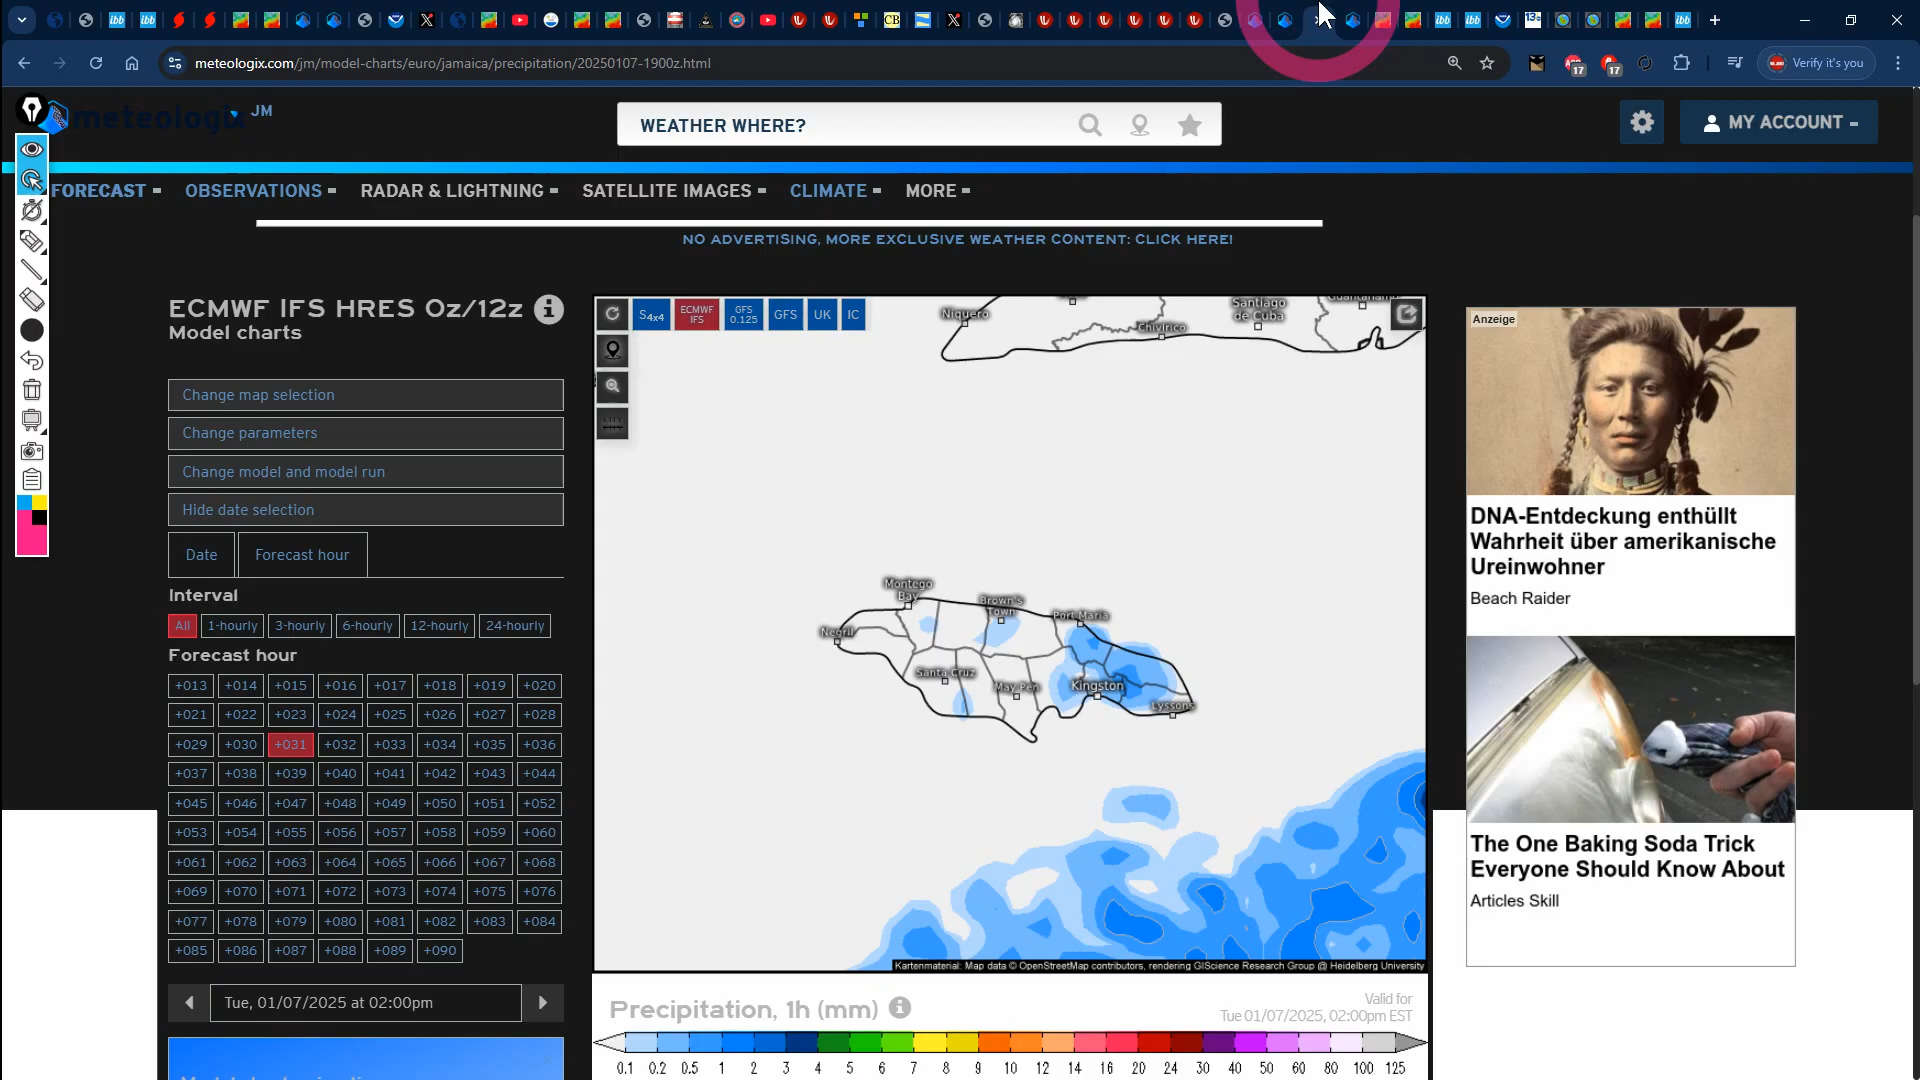 CB
13
meteologix.com/jm/model-charts/euro/jamaica/precipitation/20250107-1900z.html
17
17
Verify it's you
meteologix
JM
WEATHER WHERE?
MY ACCOUNT
FORECAST
OBSERVATIONS
RADAR & LIGHTNING
SATELLITE IMAGES
CLIMATE
MORE
NO ADVERTISING, MORE EXCLUSIVE WEATHER CONTENT: CLICK HERE!
ECMWF IFS HRES 0z/12z
Model charts
Change map selection
Change parameters
Change model and model run
Hide date selection
Date
Forecast hour
Interval
All 1-hourly 3-hourly 6-hourly 12-hourly 24-hourly
Forecast hour
+013 +014 +015 +016 +017 +018 +019 +020
+021 +022 +023 +024 +025 +026 +027 +028
+029 +030 +031 +032 +033 +034 +035 +036
+037 +038 +039 +040 +041 +042 +043 +044
+045 +046 +047 +048 +049 +050 +051 +052
+053 +054 +055 +056 +057 +058 +059 +060
+061 +062 +063 +064 +065 +066 +067 +068
+069 +070 +071 +072 +073 +074 +075 +076
+077 +078 +079 +080 +081 +082 +083 +084
+085 +086 +087 +088 +089 +090
Tue, 01/07/2025 at 02:00pm
S4x4
ECMWF
IFS
GFS
0.125
GFS
UK
IC
Niquero
Chivirico
Santiago
de Cuba
Montego
Bay
Brown's
Town
Port Maria
Negril
Santa Cruz
May Pen
Kingston
Lyssons
Kartenmaterial: Map data © OpenStreetMap contributors, rendering GIScience Research Group @ Heidelberg University
Precipitation, 1h (mm)
Valid for
Tue 01/07/2025, 02:00pm EST
0.1 0.2 0.5 1 2 3 4 5 6 7 8 9 10 12 14 16 20 24 30 40 50 60 80 100 125
Anzeige
DNA-Entdeckung enthüllt
Wahrheit über amerikanische
Ureinwohner
Beach Raider
The One Baking Soda Trick
Everyone Should Know About
Articles Skill